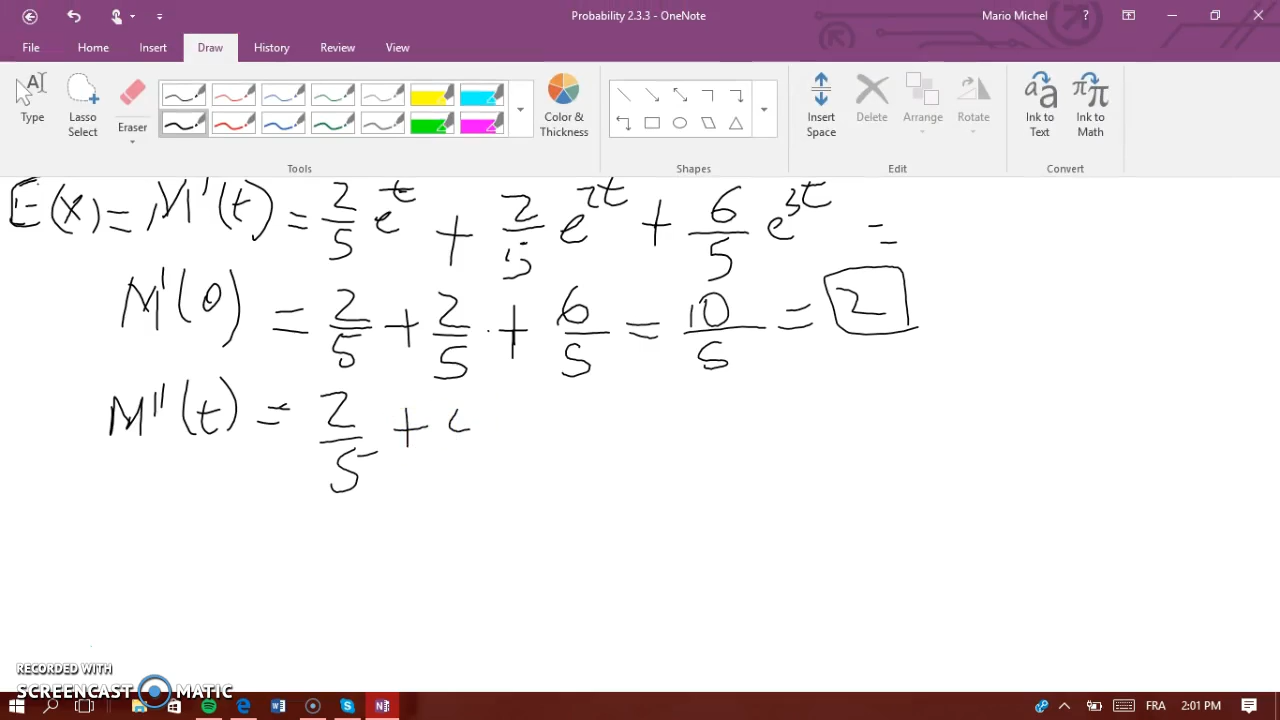 Probability 2.3.3 - OneNote
Mario Michel
?
File Home Insert Draw History Review View
Type
Lasso Select
Eraser
Color & Thickness
Insert Space
Delete
Arrange
Rotate
Ink to Text
Ink to Math
Tools
Shapes
Edit
Convert
E(x) = M'(t) = 2/5 e^t + 2/5 e^{2t} + 6/5 e^{3t} =
M'(0) = 2/5 + 2/5 + 6/5 = 10/5 = 2
M''(t) = 2/5 +
RECORDED WITH
SCREENCAST MATIC
FRA
2:01 PM